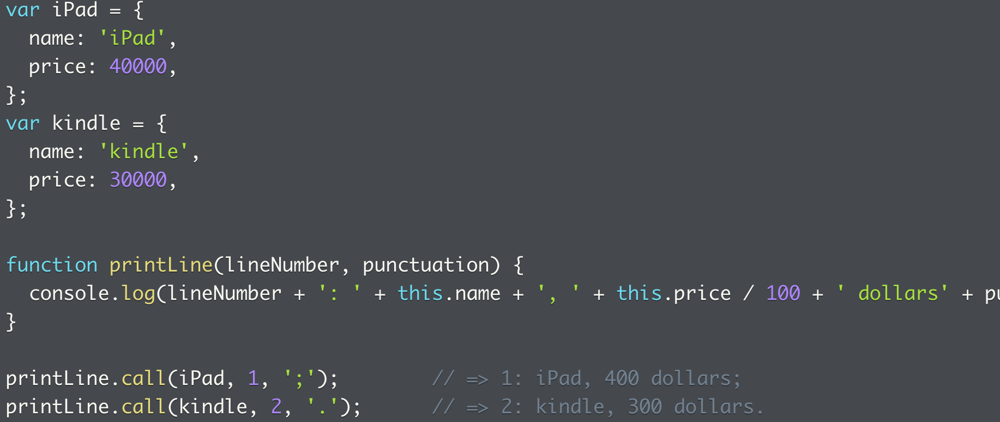 var iPad = {
  name: 'iPad',
  price: 40000,
};
var kindle = {
  name: 'kindle',
  price: 30000,
};

function printLine(lineNumber, punctuation) {
  console.log(lineNumber + ': ' + this.name + ', ' + this.price / 100 + ' dollars' +
}

printLine.call(iPad, 1, ';');        // => 1: iPad, 400 dollars;
printLine.call(kindle, 2, '.');      // => 2: kindle, 300 dollars.